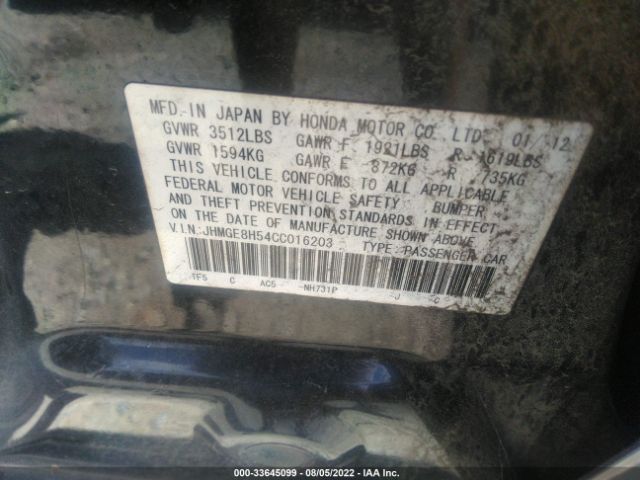 MFD. IN JAPAN BY HONDA MOTOR CO., LTD. 01/12
GVWR 3512LBS GAWR F 1921LBS R 1619LBS
GVWR 1594KG GAWR F 872KG R 735KG
THIS VEHICLE CONFORMS TO ALL APPLICABLE
FEDERAL MOTOR VEHICLE SAFETY BUMPER
AND THEFT PREVENTION STANDARDS IN EFFECT
ON THE DATE OF MANUFACTURE SHOWN ABOVE.
V.I.N: JHMGE8H54CC016203 TYPE: PASSENGER CAR
TF5 C AC5 NH731P J C
000-33645099 - 08/05/2022 - IAA Inc.